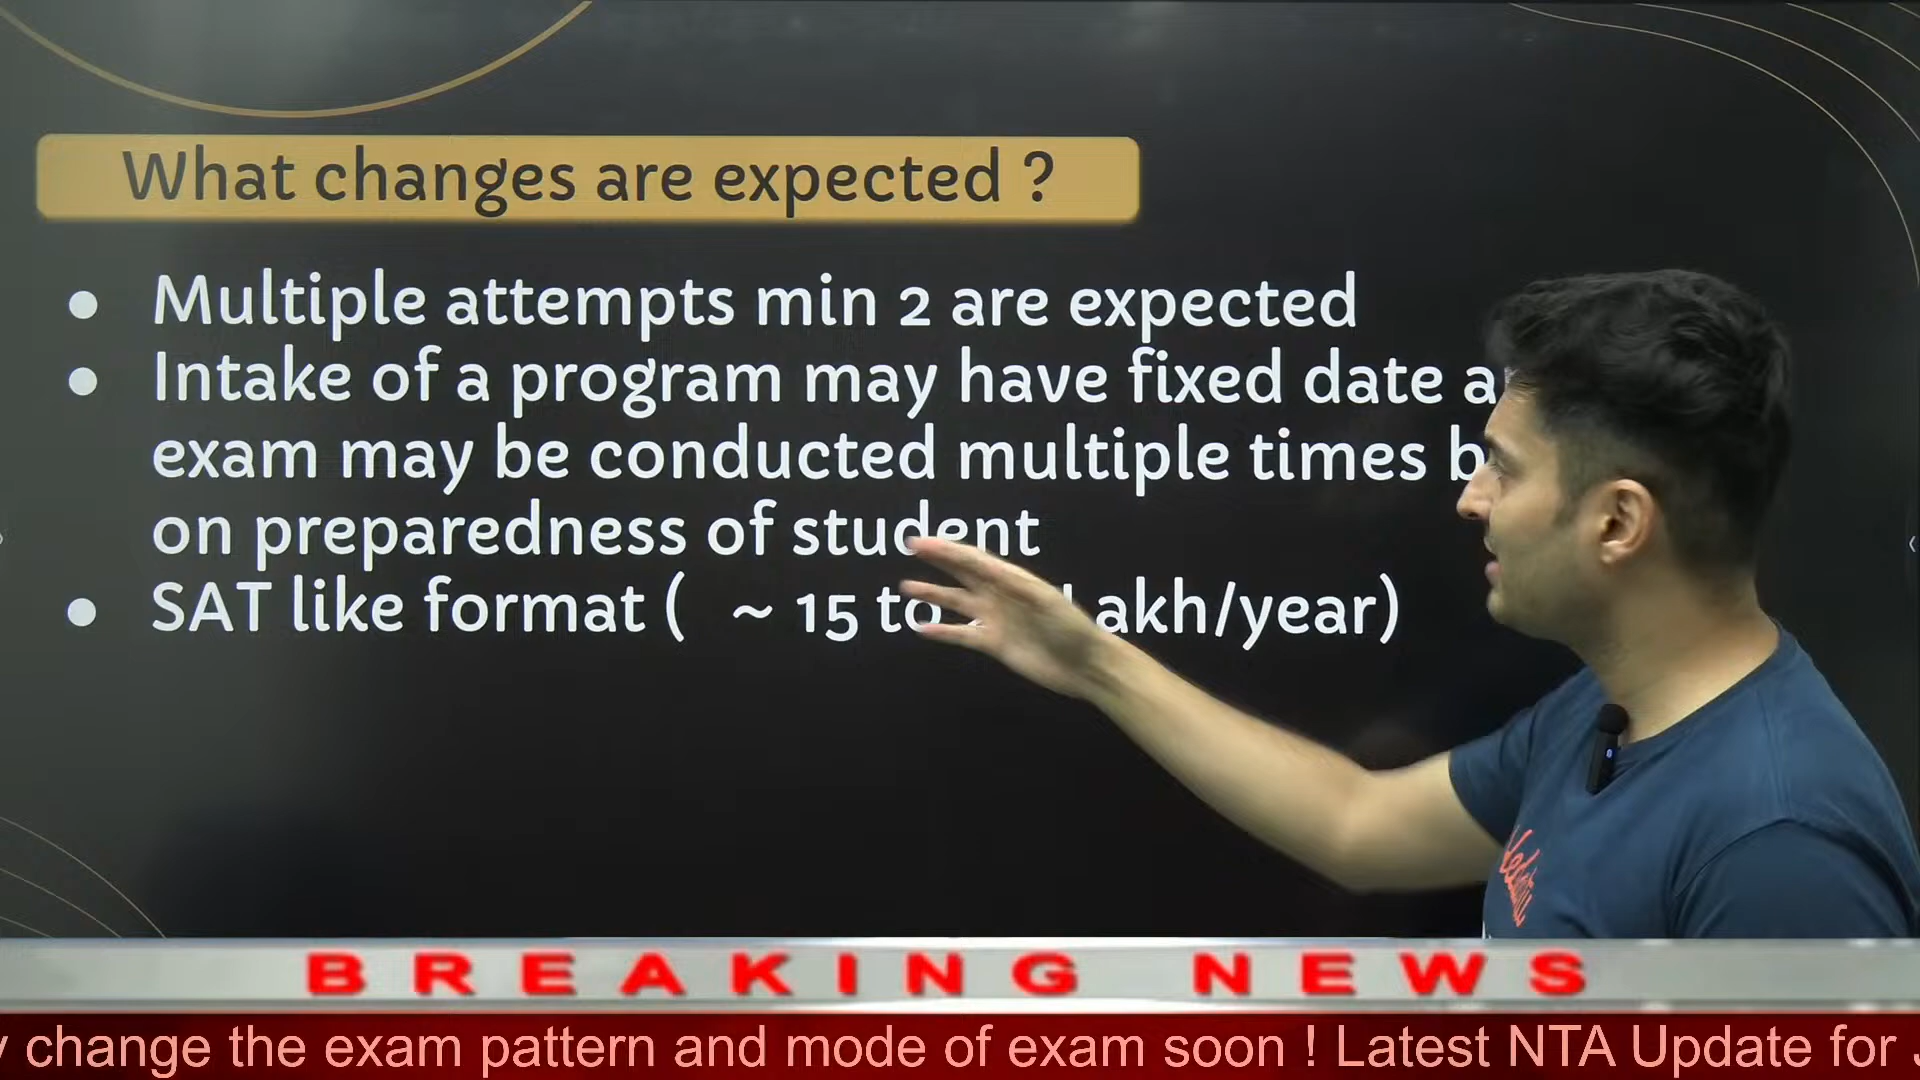 What changes are expected ?
● Multiple attempts min 2 are expected
● Intake of a program may have fixed date
exam may be conducted multiple times
on preparedness of student
● SAT like format ( ~ 15 to akh/year)
BREAKING NEWS
change the exam pattern and mode of exam soon ! Latest NTA Update for